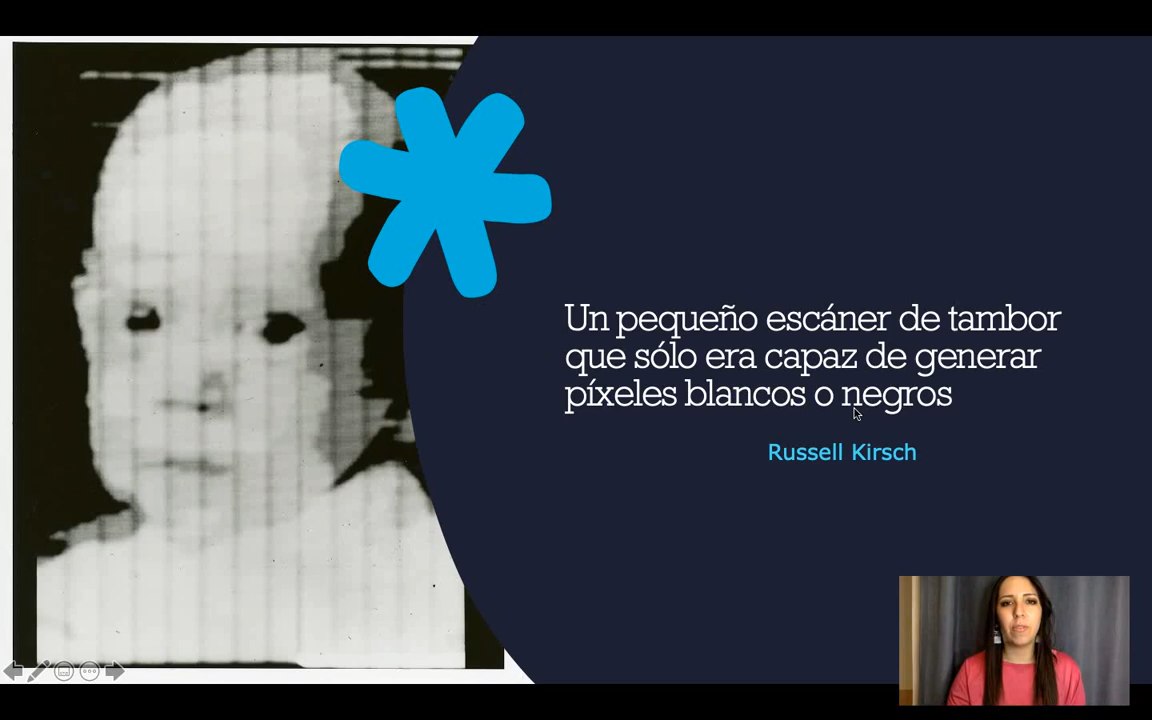 Un pequeño escáner de tambor
que sólo era capaz de generar
píxeles blancos o negros
Russell Kirsch